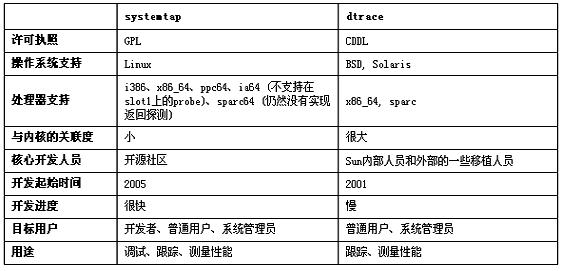 systemtap dtrace
许可执照 GPL CDDL
操作系统支持 Linux BSD, Solaris
处理器支持 i386、x86_64、ppc64、ia64 (不支持在slot1上的probe)、sparc64 (仍然没有实现返回探测) x86_64, sparc
与内核的关联度 小 很大
核心开发人员 开源社区 Sun内部人员和外部的一些移植人员
开发起始时间 2005 2001
开发进度 很快 慢
目标用户 开发者、普通用户、系统管理员 普通用户、系统管理员
用途 调试、跟踪、测量性能 跟踪、测量性能